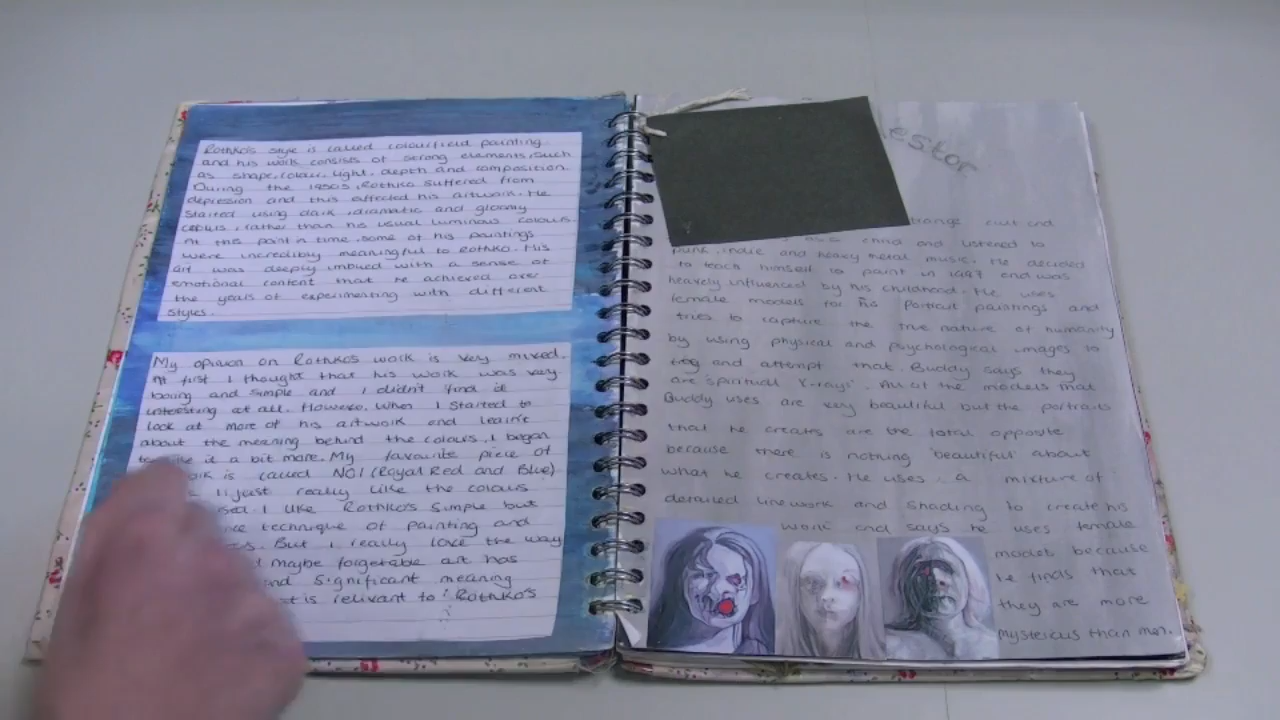 Rothko's style is called colourfield painting
and his work consists of strong elements, such
as shape, colour, light, depth and composition.
During the 1950s, Rothko suffered from
depression and this affected his artwork. He
started using dark, dramatic and gloomy
colours, rather than his usual luminous colours.
At this point in time, some of his paintings
were incredibly meaningful to Rothko. His
art was deeply imbued with a sense of
emotional content that he achieved over
the years of experimenting with different
styles.
My opinion on Rothko's work is very mixed.
At first I thought that his work was very
boring and simple and I didn't find it
interesting at all. However, when I started to
look at more of his artwork and learnt
about the meaning behind the colours, I began
to like it a bit more. My favourite piece of
is called NO1 (Royal Red and Blue)
I just really like the colours
I like Rothko's simple but
technique of painting and
But I really love the way
maybe forgetable art has
and significant meaning
is relivant to Rothko's
estor
cult and
child and listened to
punk, indie and heavy metal music. He decided
to teach himself to paint in 1997 and was
heavely influenced by his childhood. He uses
female models for his portrait paintings and
tries to capture the true nature of humanity
by using physical and psychological images to
and attempt that. Buddy says they
are 'spiritual X-rays'. All of the models that
Buddy uses are very beautiful but the portraits
that he creates are the total opposite
because there is nothing 'beautiful' about
what he creates. He uses a mixture of
detailed linework and shading to create his
work and says he uses female
models because
he finds that
they are more
mysterious than men.